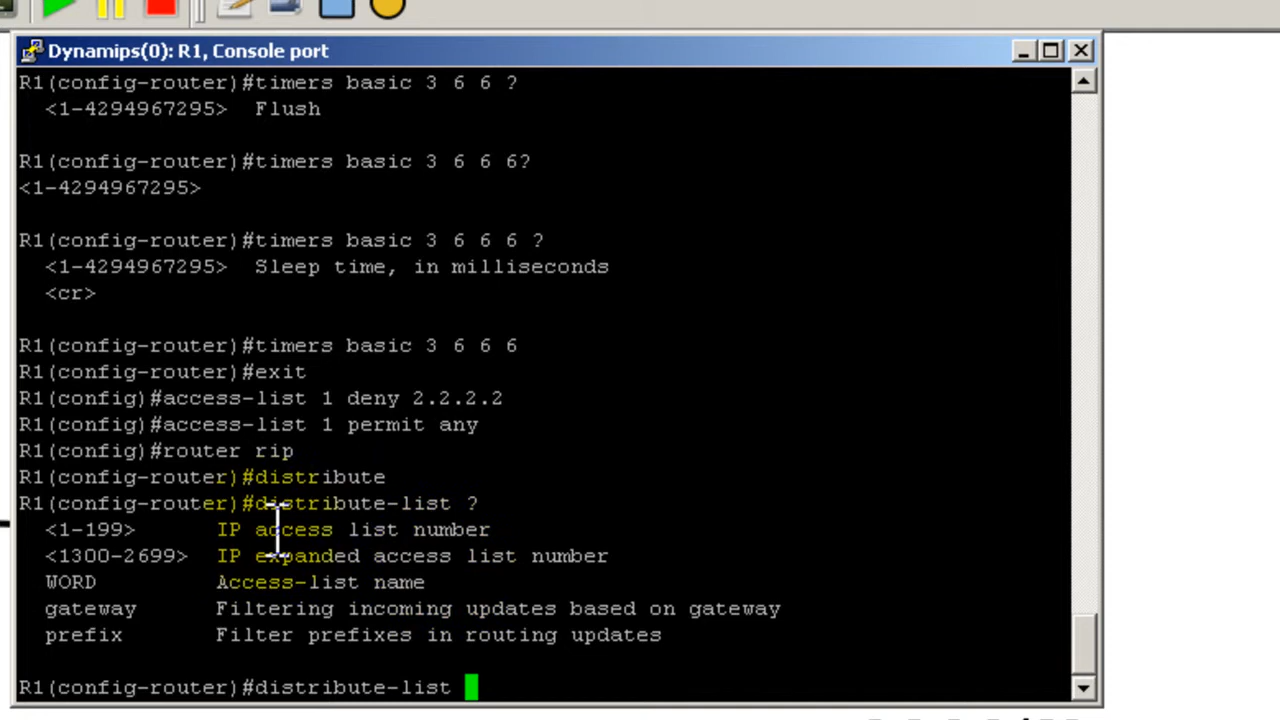 Dynamips(0): R1, Console port
R1(config-router)#timers basic 3 6 6 ?
<1-4294967295>  Flush
R1(config-router)#timers basic 3 6 6 6?
<1-4294967295>
R1(config-router)#timers basic 3 6 6 6 ?
<1-4294967295>  Sleep time, in milliseconds
<cr>
R1(config-router)#timers basic 3 6 6 6
R1(config-router)#exit
R1(config)#access-list 1 deny 2.2.2.2
R1(config)#access-list 1 permit any
R1(config)#router rip
R1(config-router)#distribute
R1(config-router)#distribute-list ?
<1-199>      IP access list number
<1300-2699>  IP expanded access list number
WORD         Access-list name
gateway      Filtering incoming updates based on gateway
prefix       Filter prefixes in routing updates
R1(config-router)#distribute-list